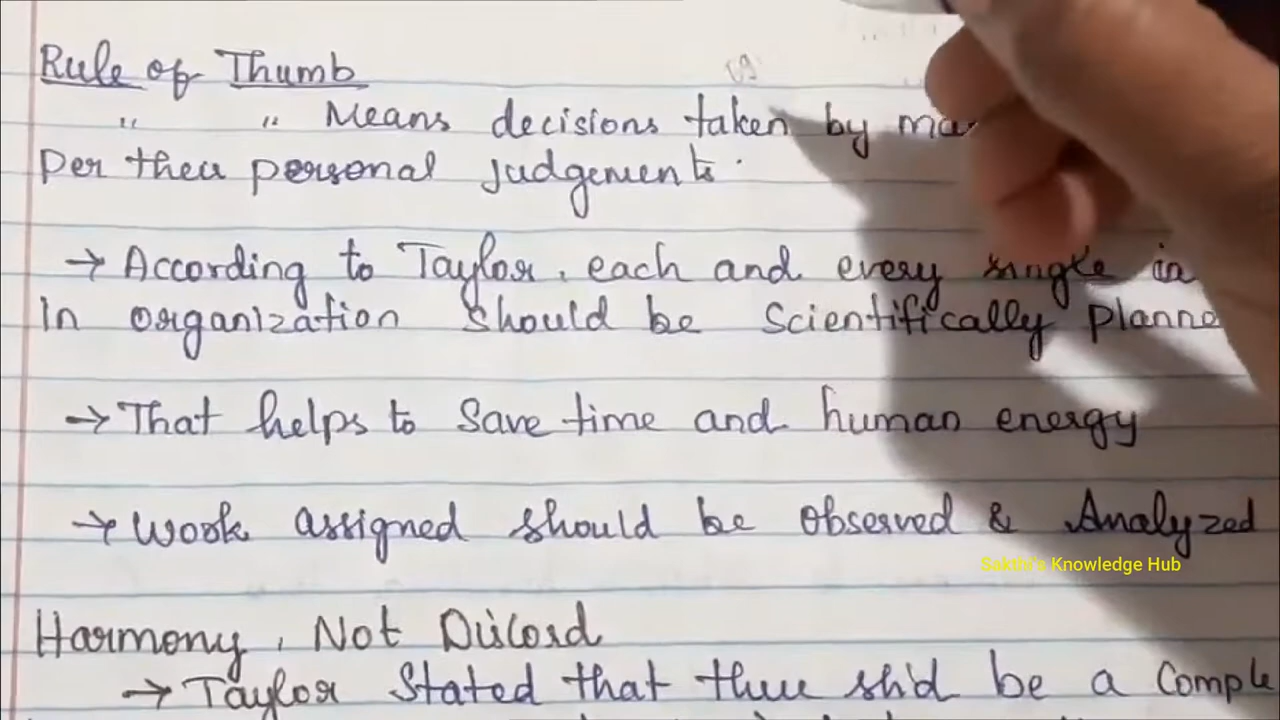 Rule of Thumb
" " Means decisions taken by ma
Per their personal judgements.
→ According to Taylor, each and every single
In organization should be Scientifically planne
→ That helps to Save time and human energy
→ Work assigned should be observed & Analyzed
Sakthi's Knowledge Hub
Harmony, Not Discord
→ Taylor Stated that there sh'd be a Comple